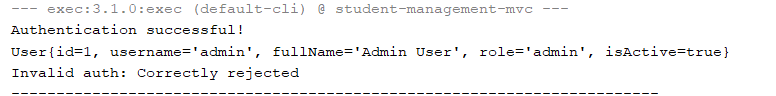 --- exec:3.1.0:exec (default-cli) @ student-management-mvc ---
Authentication successful!
User{id=1, username='admin', fullName='Admin User', role='admin', isActive=true}
Invalid auth: Correctly rejected
------------------------------------------------------------------------